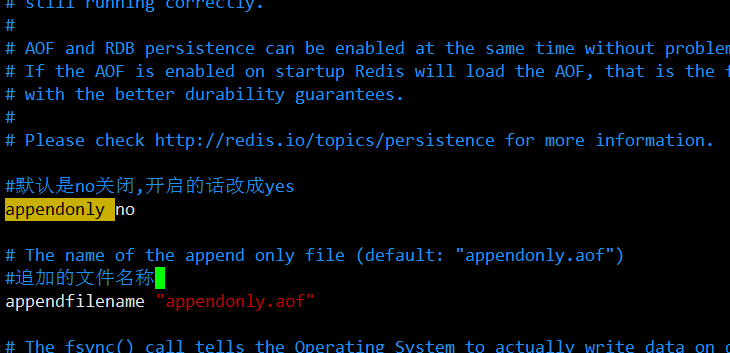 # still running correctly.
#
# AOF and RDB persistence can be enabled at the same time without problem
# If the AOF is enabled on startup Redis will load the AOF, that is the
# with the better durability guarantees.
#
# Please check http://redis.io/topics/persistence for more information.
#默认是no关闭,开启的话改成yes
appendonly no
# The name of the append only file (default: "appendonly.aof")
#追加的文件名称
appendfilename "appendonly.aof"
# The fsync() call tells the Operating System to actually write data on